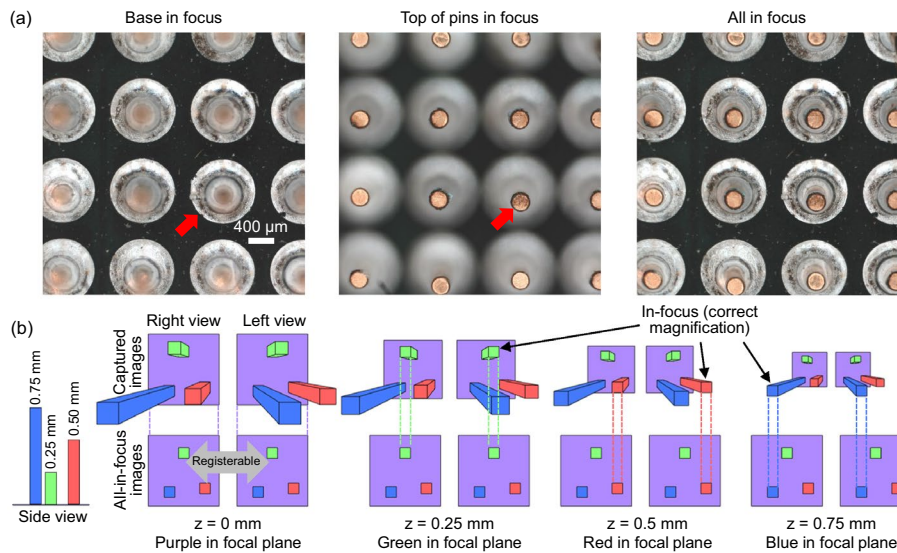 (a)
Base in focus
Top of pins in focus
All in focus
400 µm
(b)
Right view
Left view
In-focus (correct
magnification)
Captured
images
0.75 mm
0.25 mm
0.50 mm
Side view
All-in-focus
images
Registerable
z = 0 mm
Purple in focal plane
z = 0.25 mm
Green in focal plane
z = 0.5 mm
Red in focal plane
z = 0.75 mm
Blue in focal plane